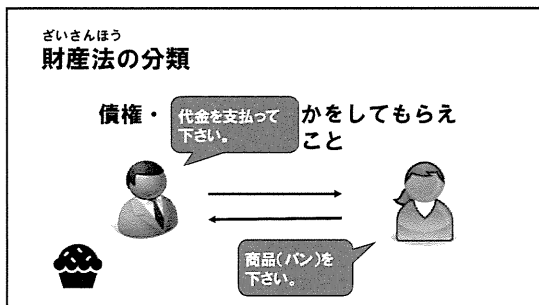 ざいさんほう
財産法の分類
債権・
かをしてもらえ
こと
代金を支払って
下さい。
商品(パン)を
下さい。